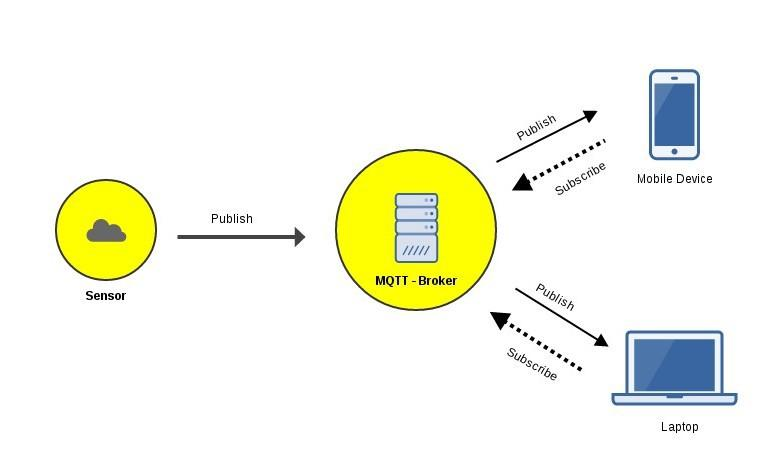 Publish
Subscribe
Mobile Device
Publish
Sensor
MQTT - Broker
Publish
Subscribe
Laptop